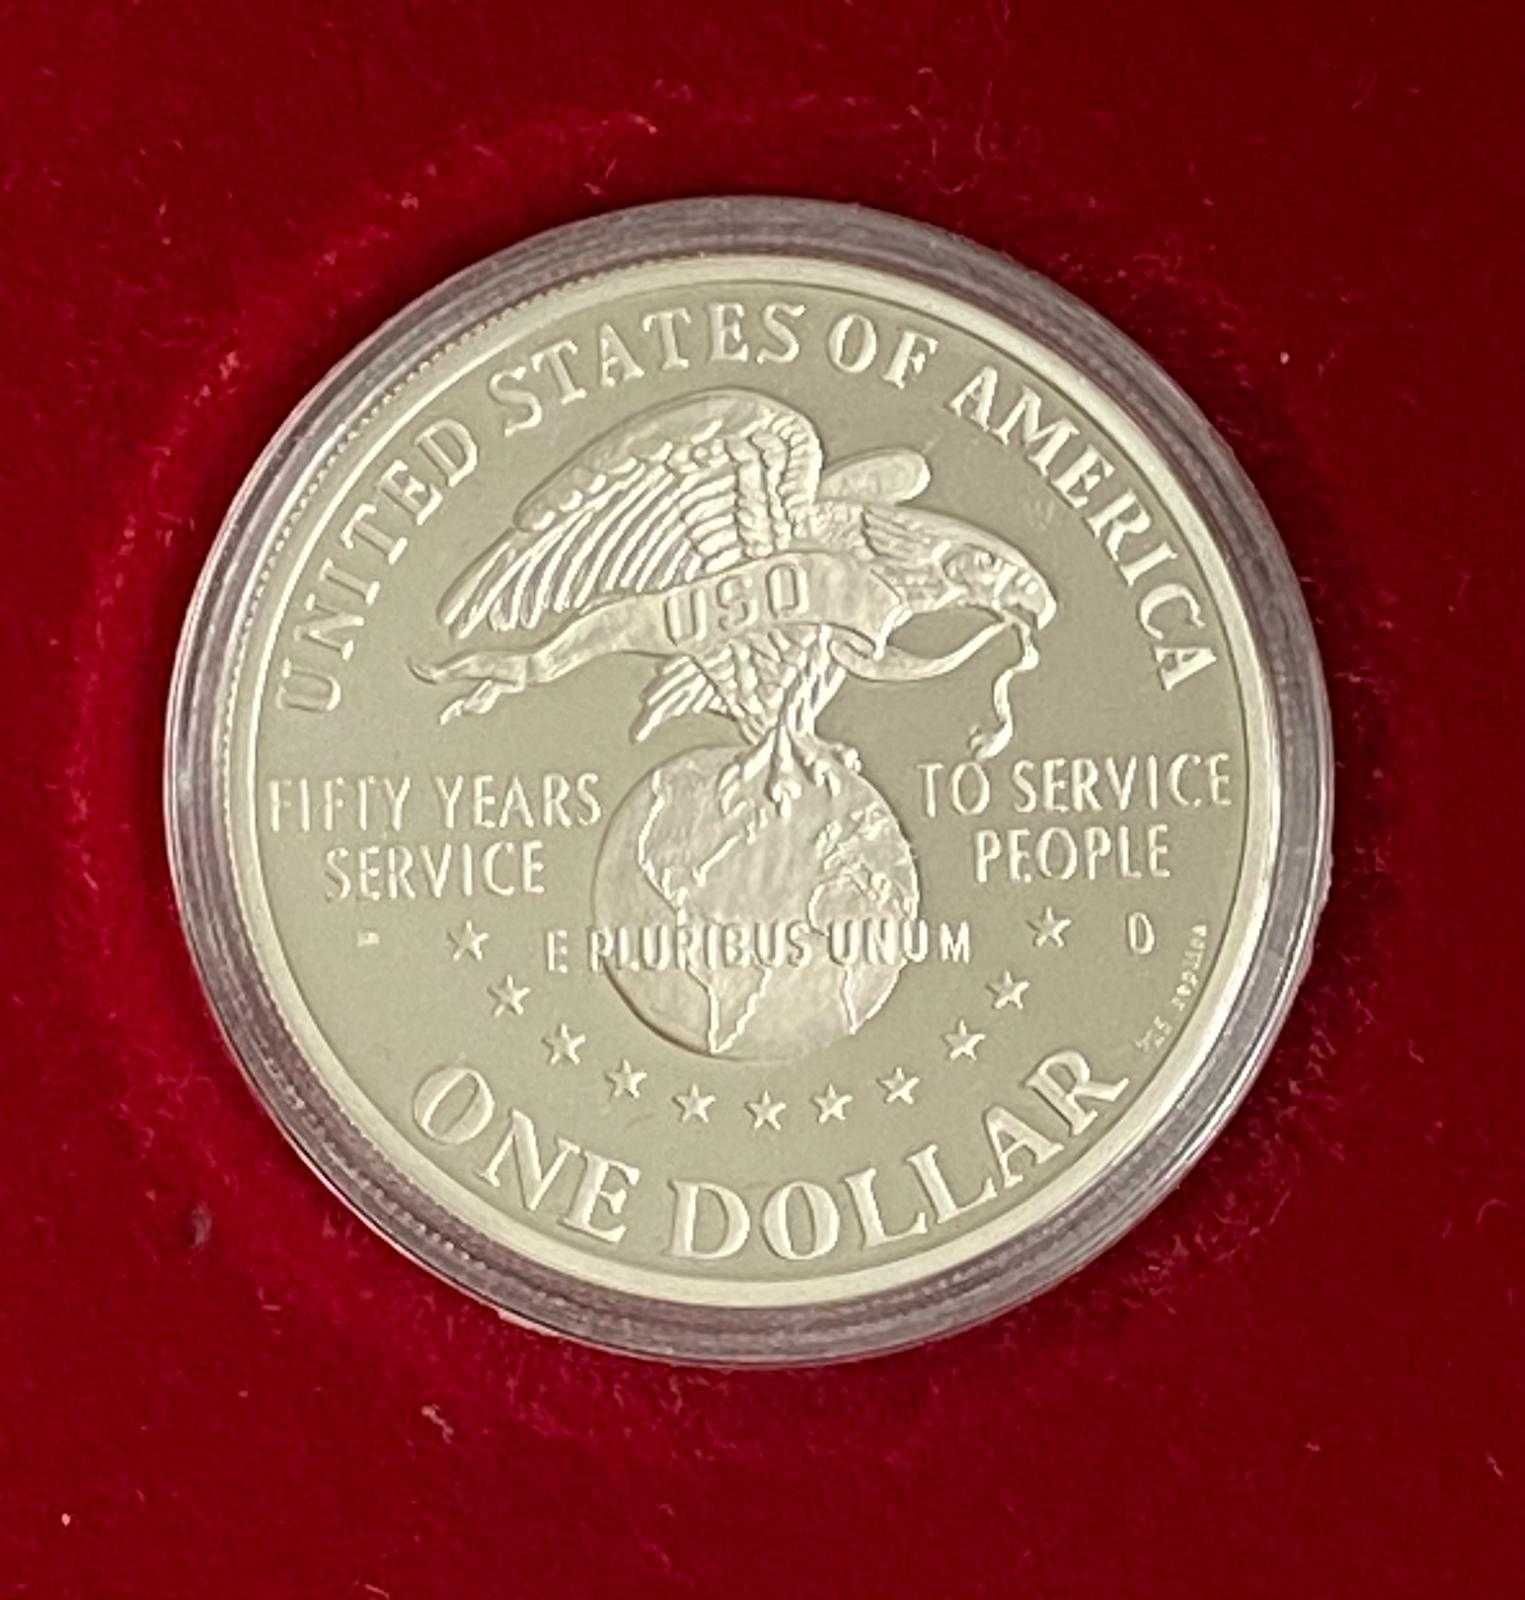 UNITED STATES OF AMERICA
USO
FIFTY YEARS
SERVICE
TO SERVICE
PEOPLE
E PLURIBUS UNUM
D
ONE DOLLAR